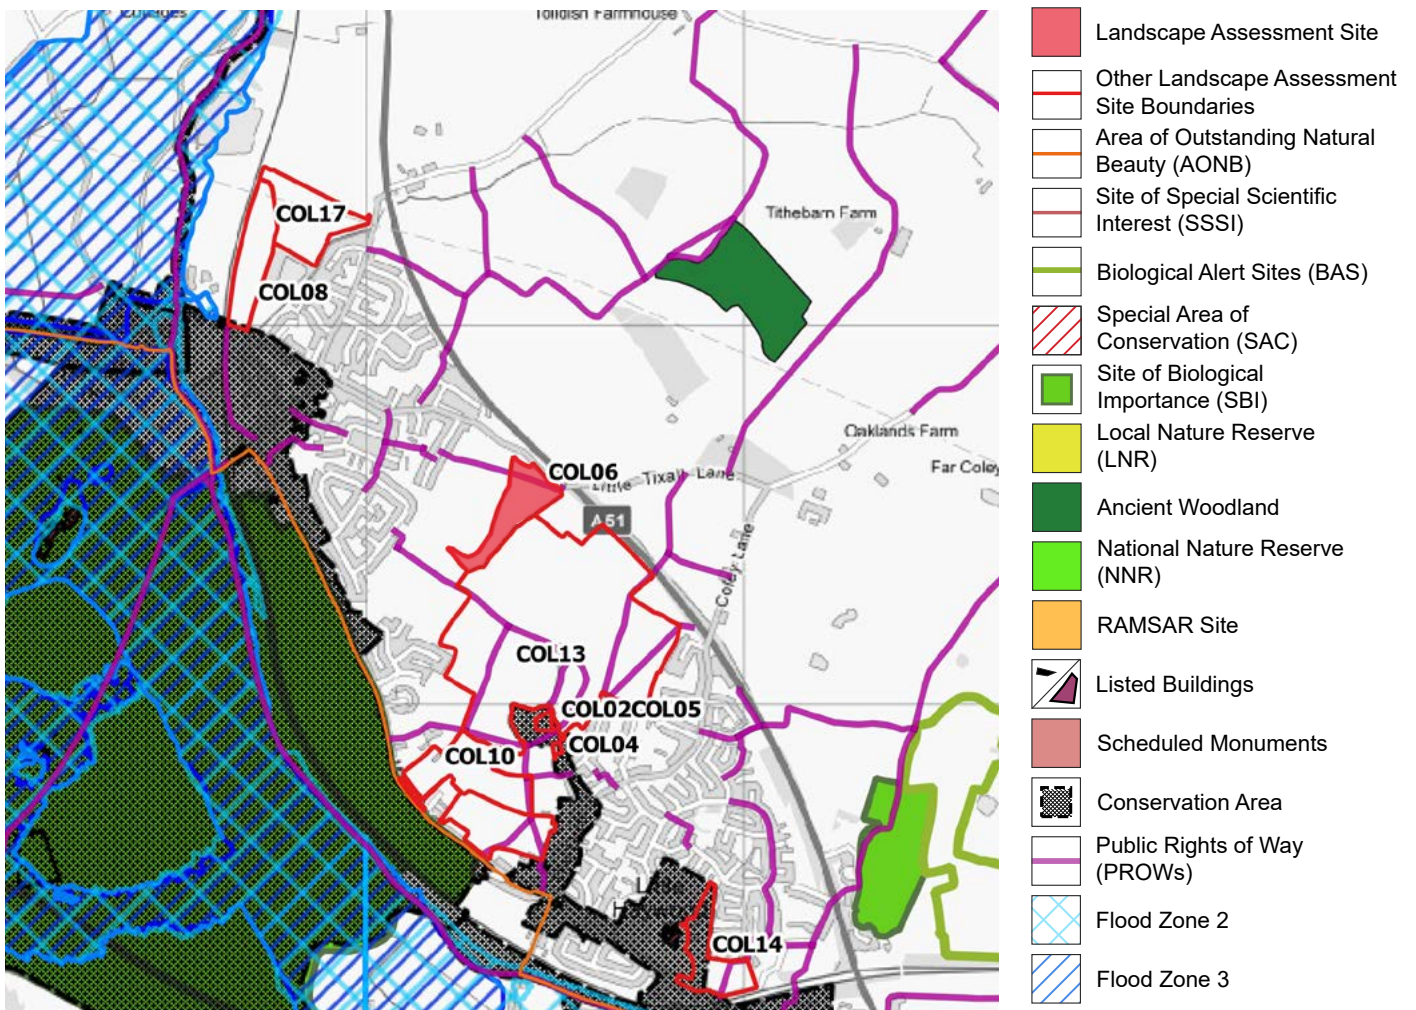 Cottages
Tolldish Farmhouse
COL17
Tithebarn Farm
COL08
Oaklands Farm
Far Coley
COL06
Little Tixall Lane
A51
Coley Lane
COL13
COL02COL05
COL04
COL10
COL14
Landscape Assessment Site
Other Landscape Assessment
Site Boundaries
Area of Outstanding Natural
Beauty (AONB)
Site of Special Scientific
Interest (SSSI)
Biological Alert Sites (BAS)
Special Area of
Conservation (SAC)
Site of Biological
Importance (SBI)
Local Nature Reserve
(LNR)
Ancient Woodland
National Nature Reserve
(NNR)
RAMSAR Site
Listed Buildings
Scheduled Monuments
Conservation Area
Public Rights of Way
(PROWs)
Flood Zone 2
Flood Zone 3